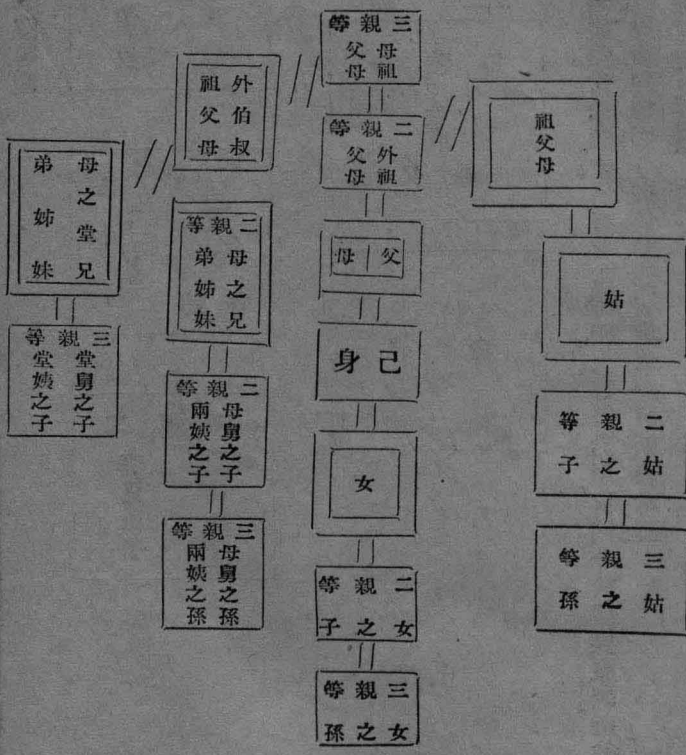 祖父母
姑
二親等
姑之子
三親等
姑之孫
三親等
母祖
父母
二親等
外祖
父母
父
母
己身
女
二親等
女之子
三親等
女之孫
外伯叔
祖父母
二親等
母之兄
弟姊妹
二親等
母舅之子
兩姨之子
三親等
母舅之孫
兩姨之孫
母之堂兄
弟姊妹
三親等
堂舅之子
堂姨之子